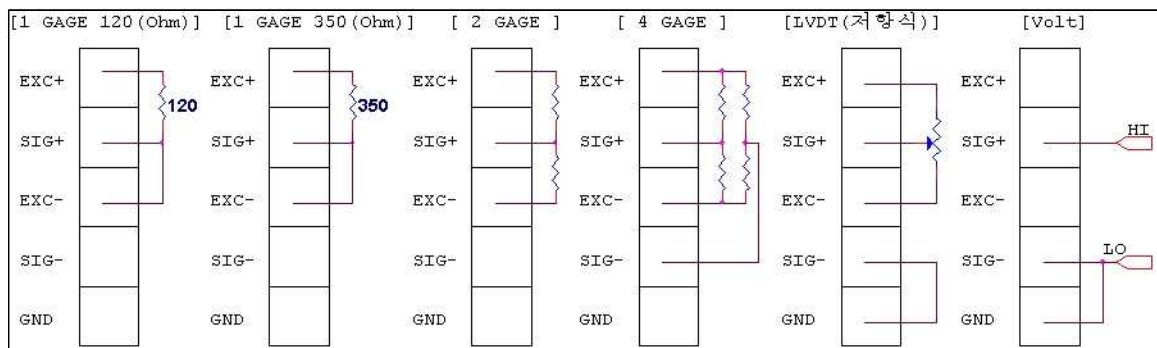 [1 GAGE 120(Ohm)] [1 GAGE 350(Ohm)] [ 2 GAGE ] [ 4 GAGE ] [LVDT(저항식)] [Volt]
EXC+ EXC+ EXC+ EXC+ EXC+ EXC+
120 350
SIG+ SIG+ SIG+ SIG+ SIG+ SIG+ HI
EXC- EXC- EXC- EXC- EXC- EXC-
SIG- SIG- SIG- SIG- SIG- SIG- LO
GND GND GND GND GND GND